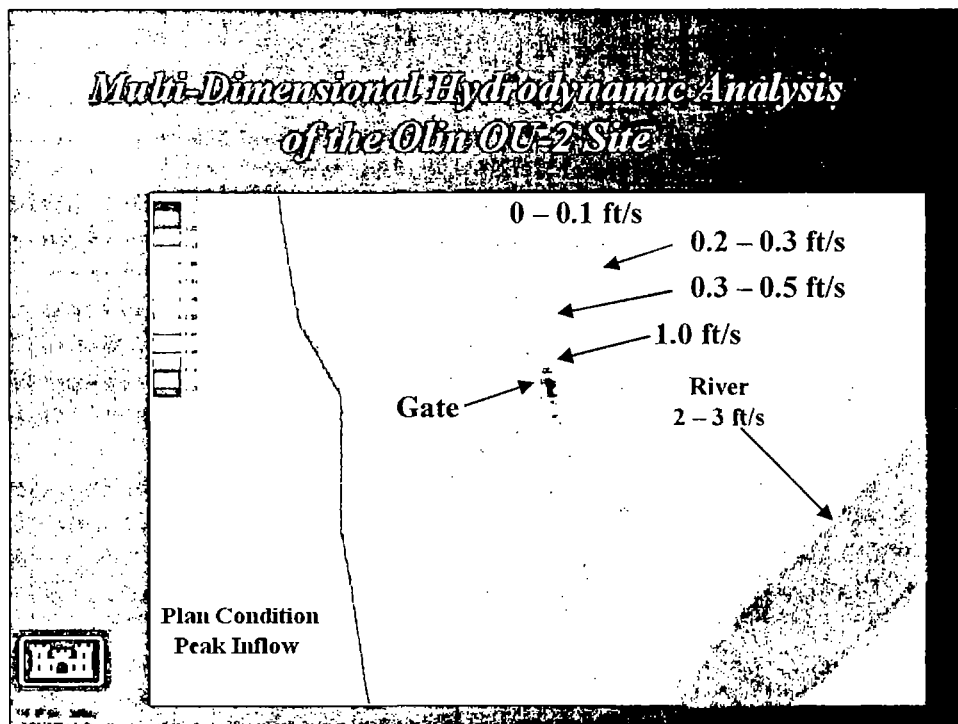 Multi-Dimensional Hydrodynamic Analysis
of the Olin OU-2 Site
0 – 0.1 ft/s
0.2 – 0.3 ft/s
0.3 – 0.5 ft/s
1.0 ft/s
Gate
River
2 – 3 ft/s
Plan Condition
Peak Inflow